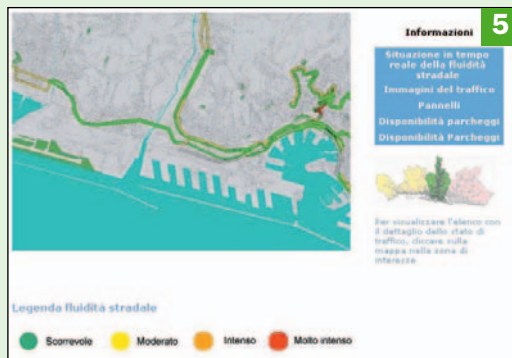 Informazioni
5
Situazione in tempo
reale della fluidità
stradale
Immagini del traffico
Pannelli
Disponibilità parcheggi
Disponibilità Parcheggi
Per visualizzare l'elenco con
il dettaglio dello stato di
traffico, cliccare sulla
mappa nella zona di
interesse
Legenda fluidità stradale
Scorrevole
Moderato
Intenso
Molto intenso